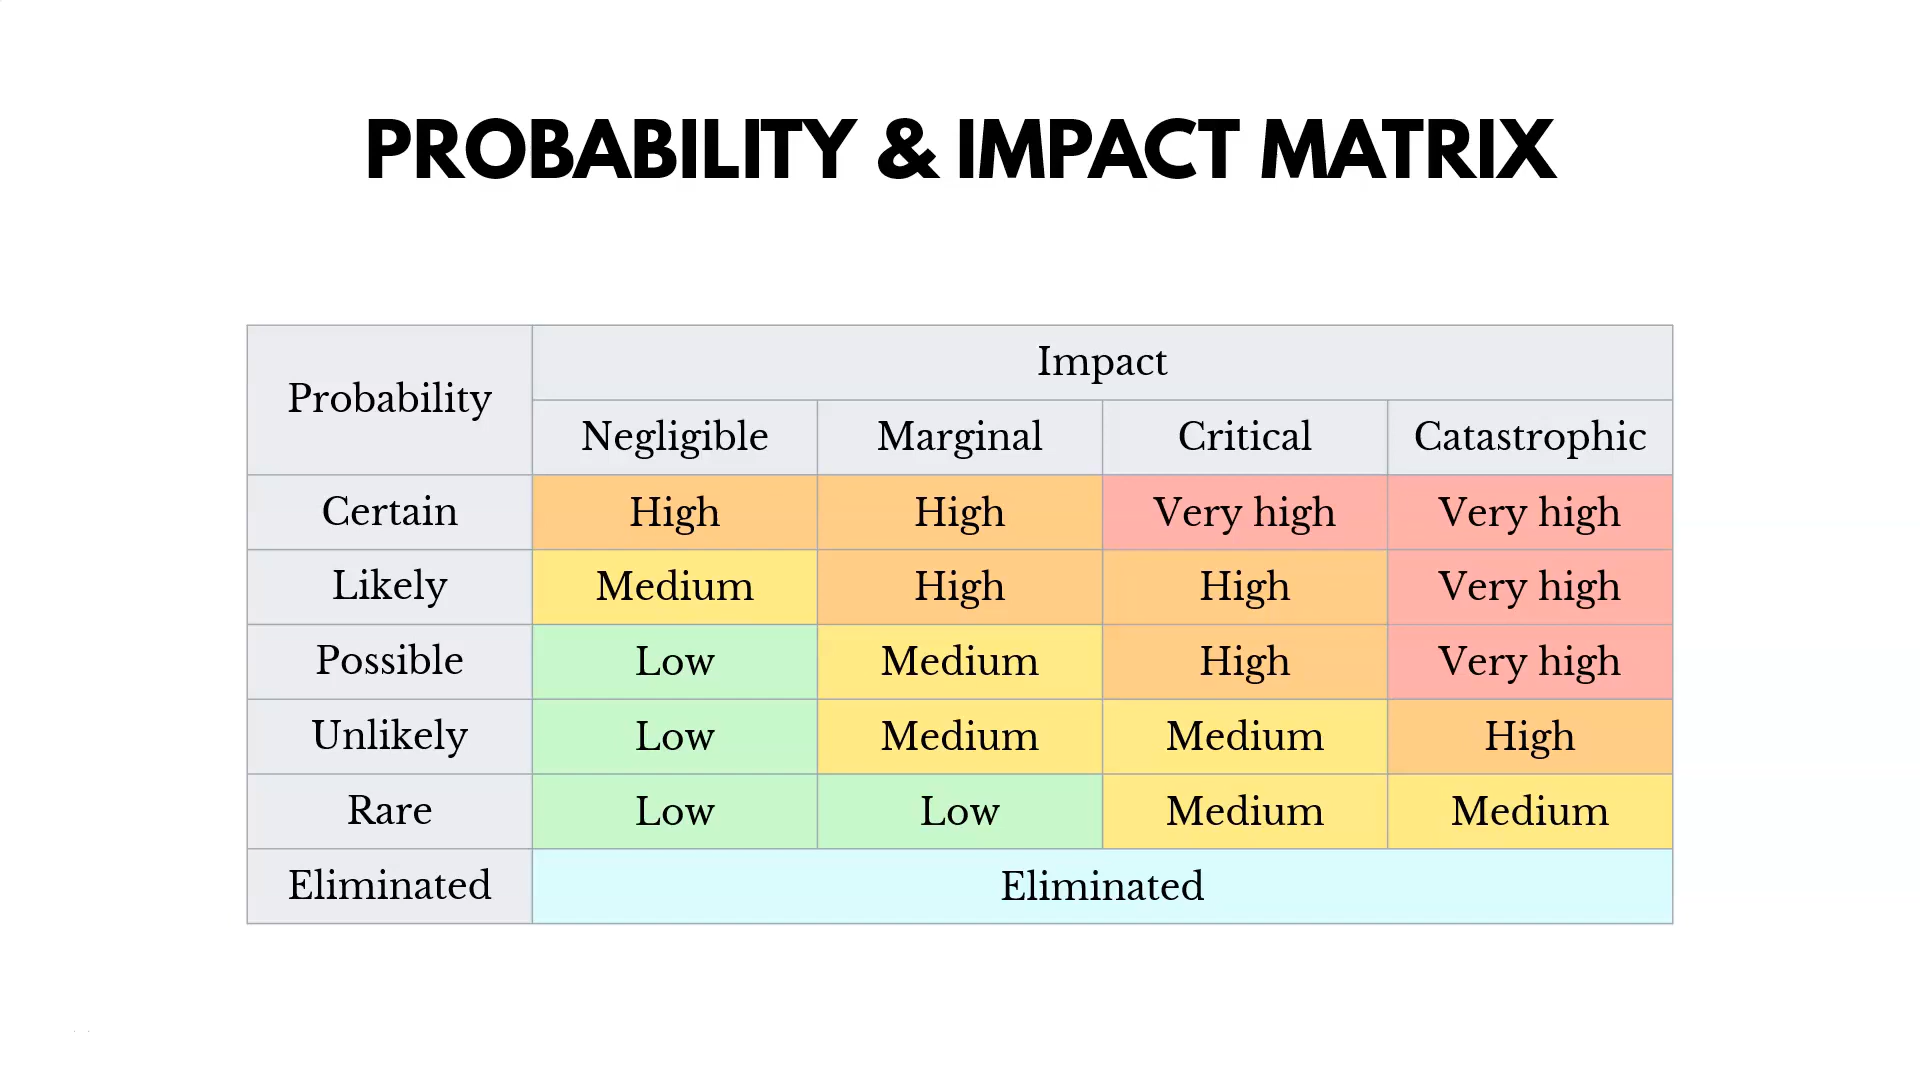 PROBABILITY & IMPACT MATRIX
Probability
Impact
Negligible Marginal Critical Catastrophic
Certain High High Very high Very high
Likely Medium High High Very high
Possible Low Medium High Very high
Unlikely Low Medium Medium High
Rare Low Low Medium Medium
Eliminated Eliminated